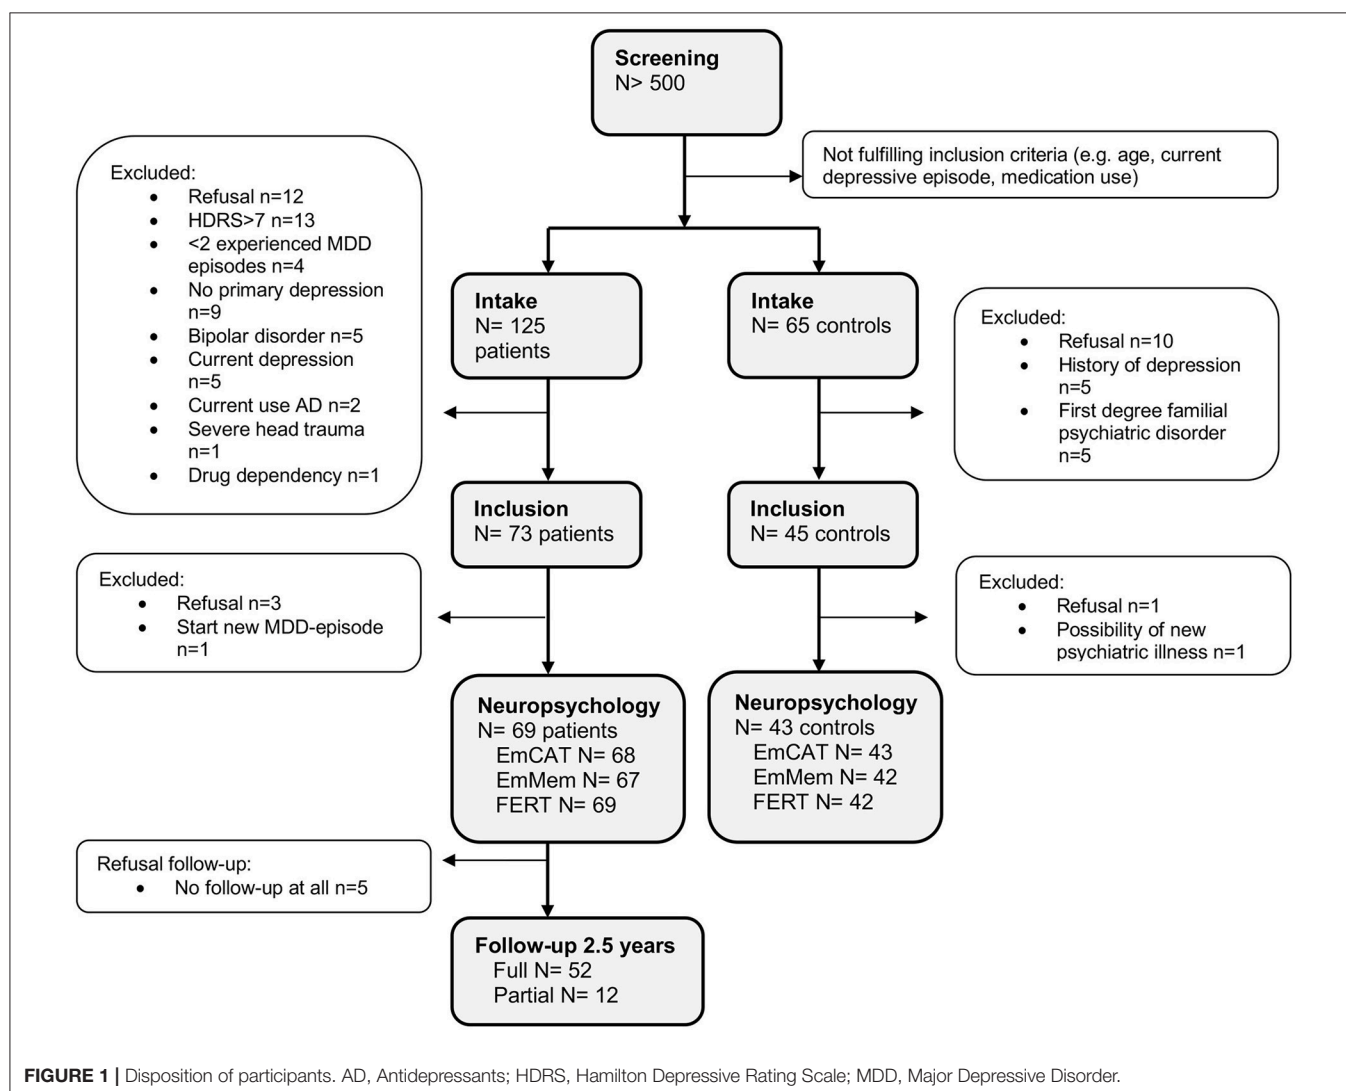 Screening
N> 500
Not fulfilling inclusion criteria (e.g. age, current
depressive episode, medication use)
Excluded:
• Refusal n=12
• HDRS>7 n=13
• <2 experienced MDD
episodes n=4
• No primary depression
n=9
• Bipolar disorder n=5
• Current depression
n=5
• Current use AD n=2
• Severe head trauma
n=1
• Drug dependency n=1
Intake
N= 125
patients
Intake
N= 65 controls
Excluded:
• Refusal n=10
• History of depression
n=5
• First degree familial
psychiatric disorder
n=5
Inclusion
N= 73 patients
Inclusion
N= 45 controls
Excluded:
• Refusal n=3
• Start new MDD-episode
n=1
Excluded:
• Refusal n=1
• Possibility of new
psychiatric illness n=1
Neuropsychology
N= 69 patients
EmCAT N= 68
EmMem N= 67
FERT N= 69
Neuropsychology
N= 43 controls
EmCAT N= 43
EmMem N= 42
FERT N= 42
Refusal follow-up:
• No follow-up at all n=5
Follow-up 2.5 years
Full N= 52
Partial N= 12
FIGURE 1 | Disposition of participants. AD, Antidepressants; HDRS, Hamilton Depressive Rating Scale; MDD, Major Depressive Disorder.